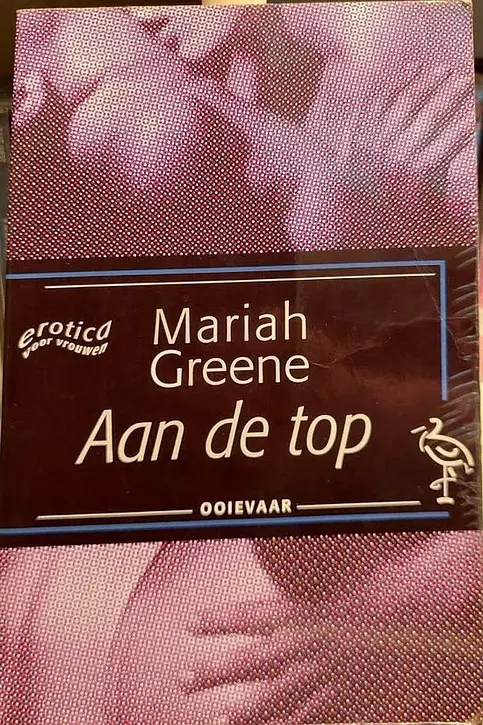 erotica
voor vrouwen
Mariah
Greene
Aan de top
OOIEVAAR